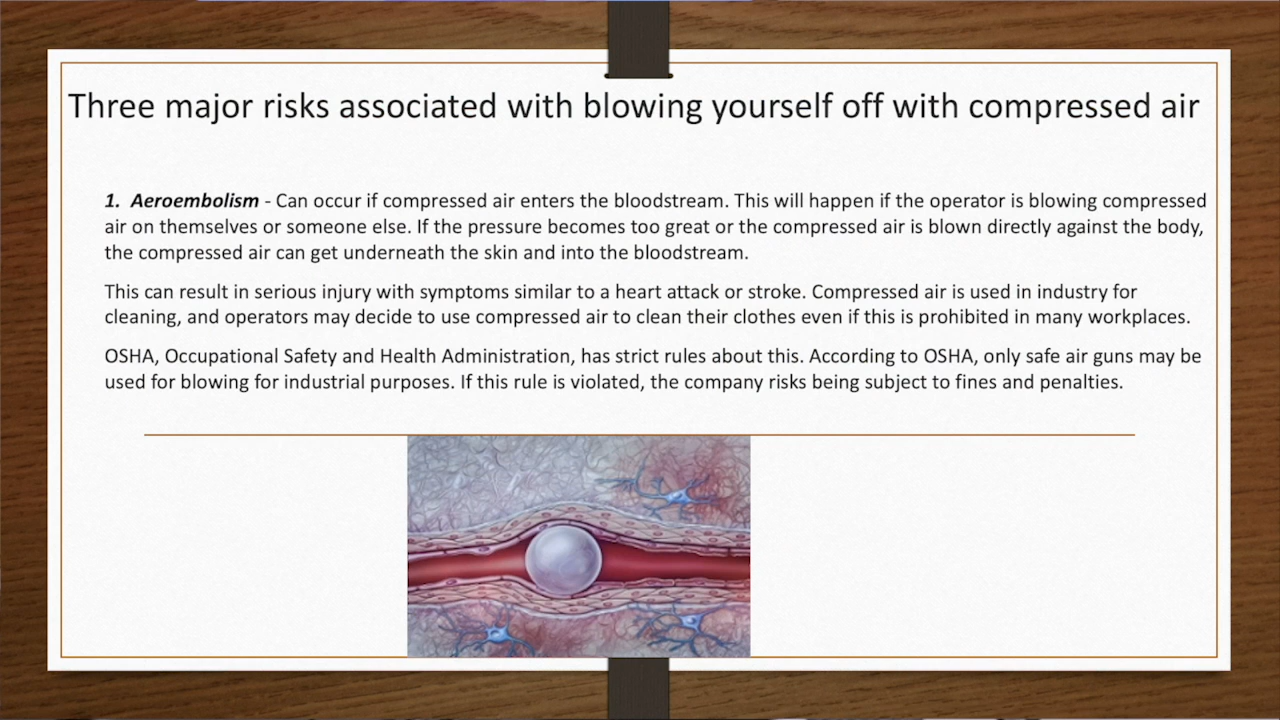 Three major risks associated with blowing yourself off with compressed air
1. Aeroembolism - Can occur if compressed air enters the bloodstream. This will happen if the operator is blowing compressed
air on themselves or someone else. If the pressure becomes too great or the compressed air is blown directly against the body,
the compressed air can get underneath the skin and into the bloodstream.
This can result in serious injury with symptoms similar to a heart attack or stroke. Compressed air is used in industry for
cleaning, and operators may decide to use compressed air to clean their clothes even if this is prohibited in many workplaces.
OSHA, Occupational Safety and Health Administration, has strict rules about this. According to OSHA, only safe air guns may be
used for blowing for industrial purposes. If this rule is violated, the company risks being subject to fines and penalties.